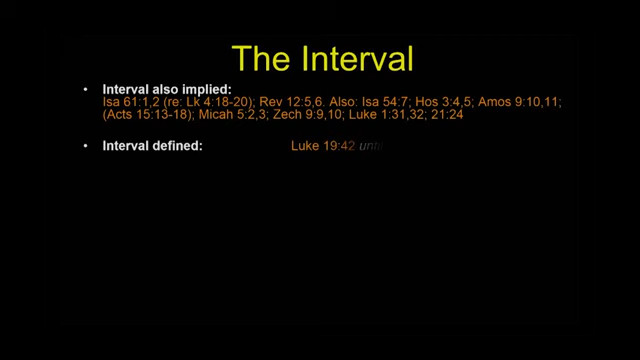 The Interval
• Interval also implied:
Isa 61:1,2 (re: Lk 4:18-20); Rev 12:5,6. Also: Isa 54:7; Hos 3:4,5; Amos 9:10,11;
(Acts 15:13-18); Micah 5:2,3; Zech 9:9,10; Luke 1:31,32; 21:24
• Interval defined: Luke 19:42 until